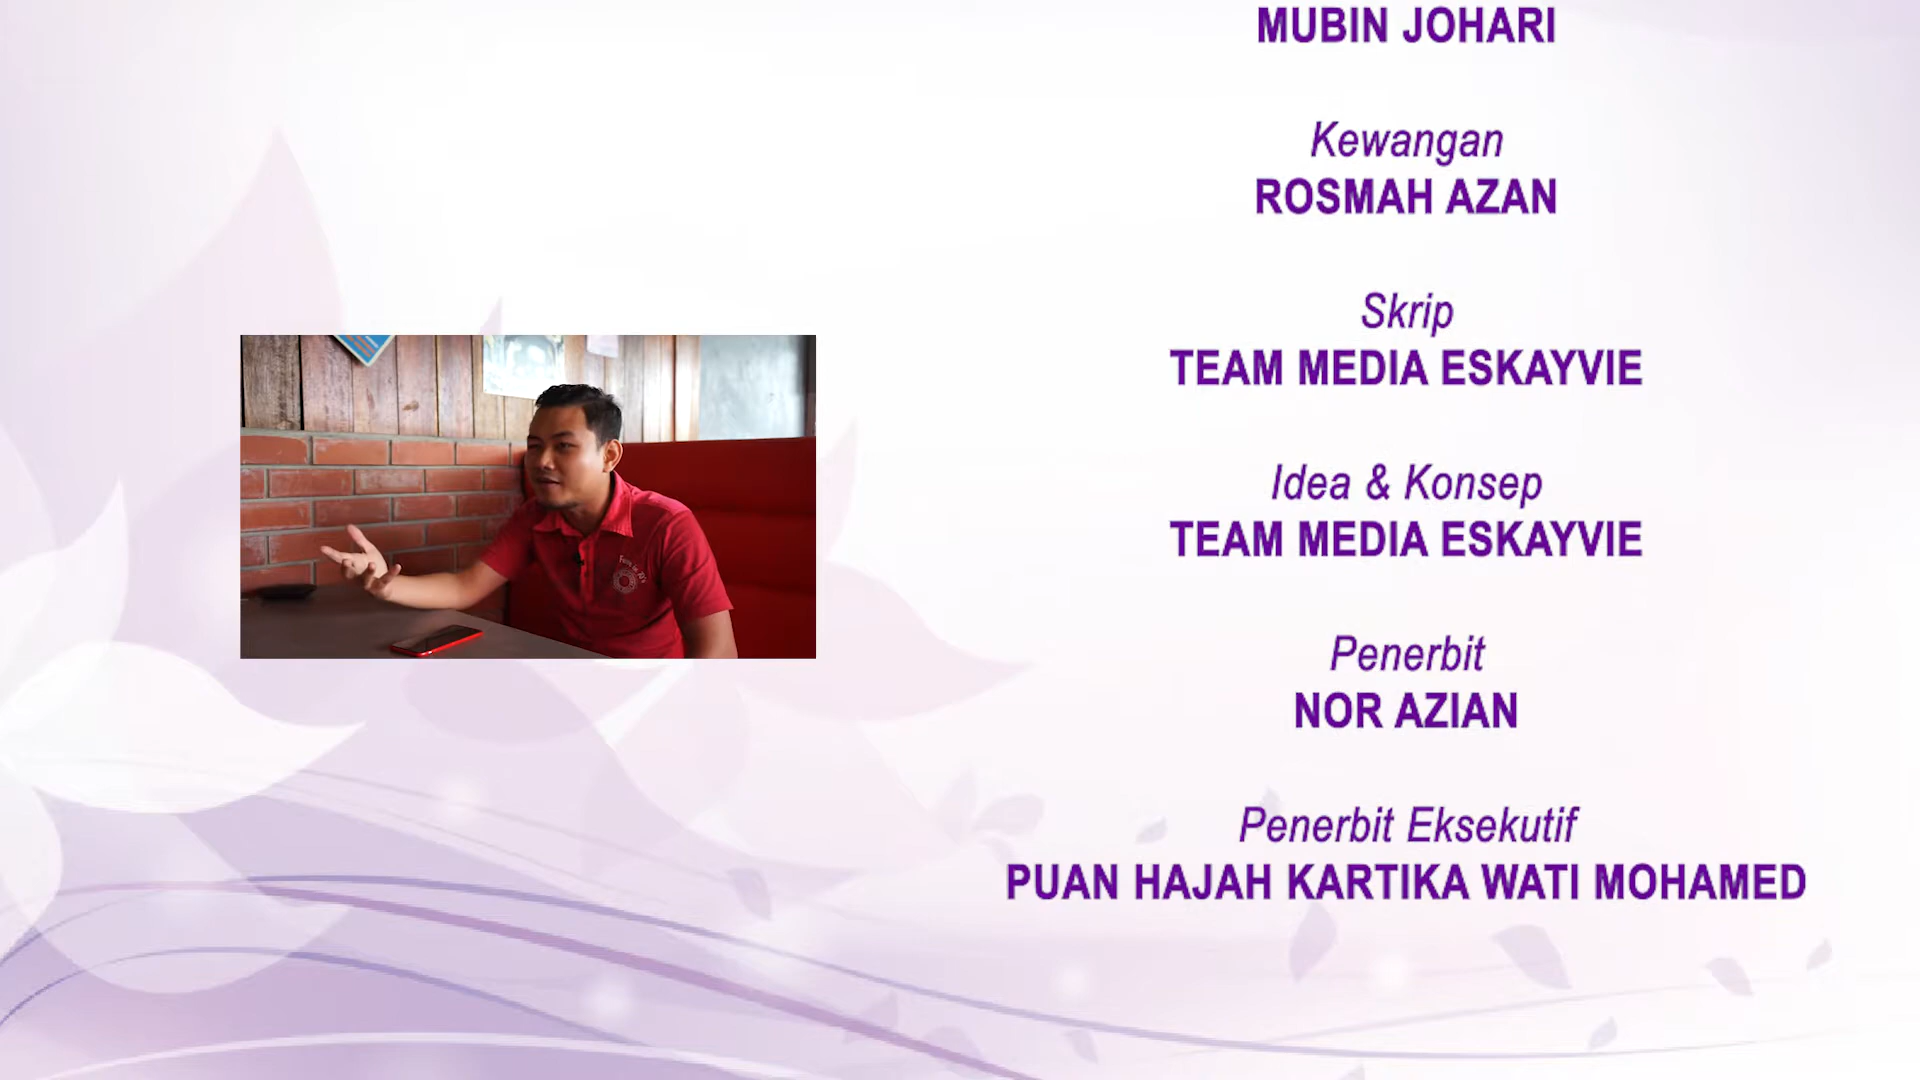 MUBIN JOHARI
Kewangan
ROSMAH AZAN
Skrip
TEAM MEDIA ESKAYVIE
Idea & Konsep
TEAM MEDIA ESKAYVIE
Penerbit
NOR AZIAN
Penerbit Eksekutif
PUAN HAJAH KARTIKA WATI MOHAMED